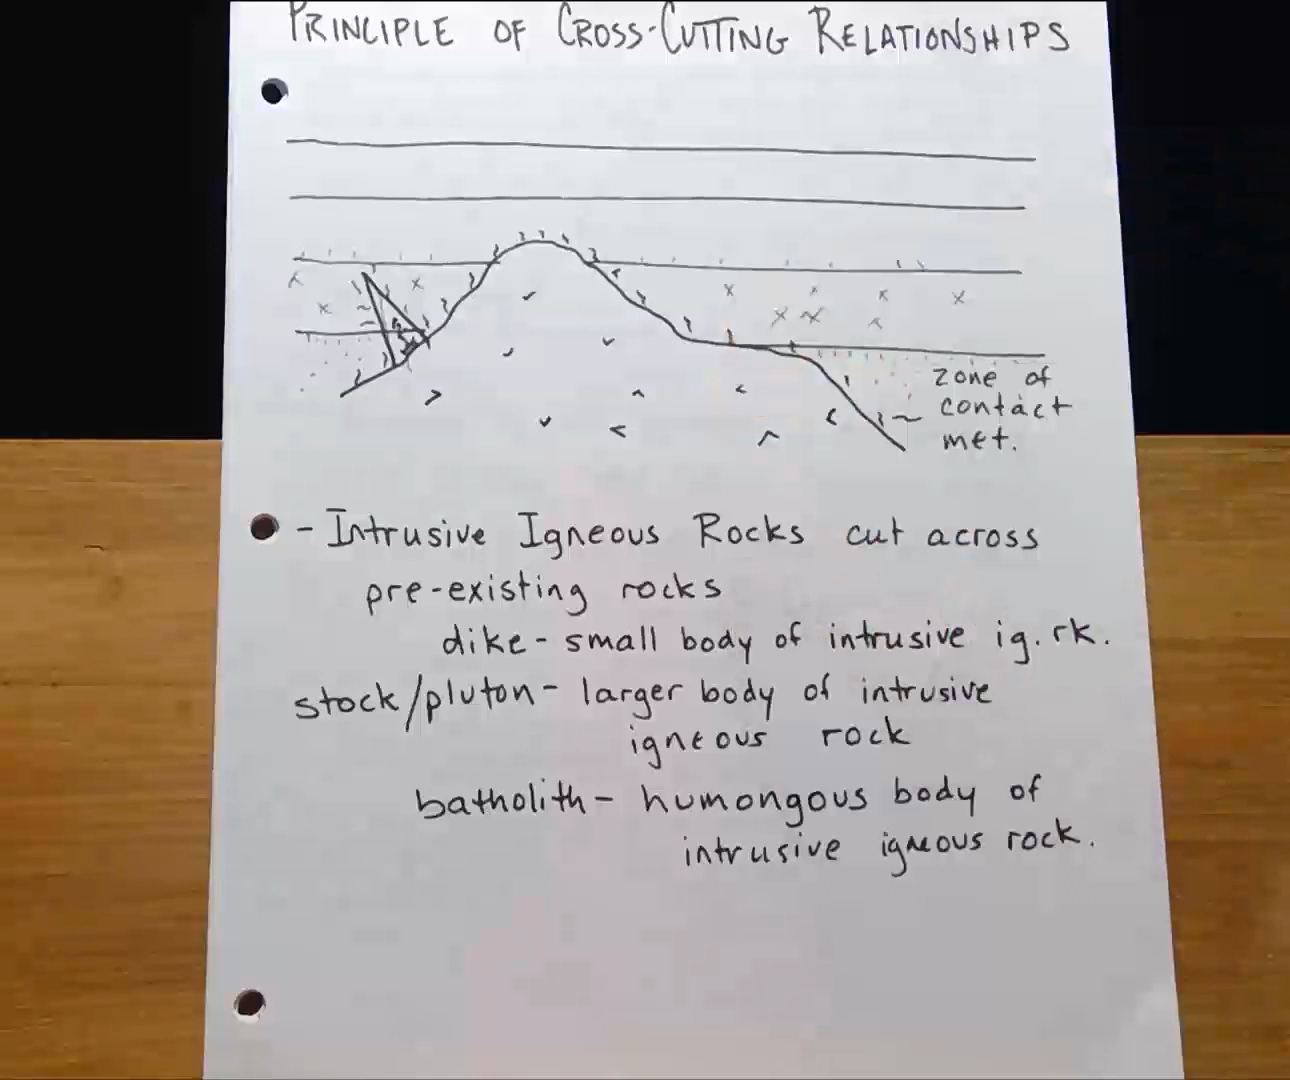 PRINCIPLE OF CROSS-CUTTING RELATIONSHIPS
zone of
contact
met.
- Intrusive Igneous Rocks cut across
pre-existing rocks
dike - small body of intrusive ig. rk.
stock/pluton - larger body of intrusive
igneous rock
batholith - humongous body of
intrusive igneous rock.